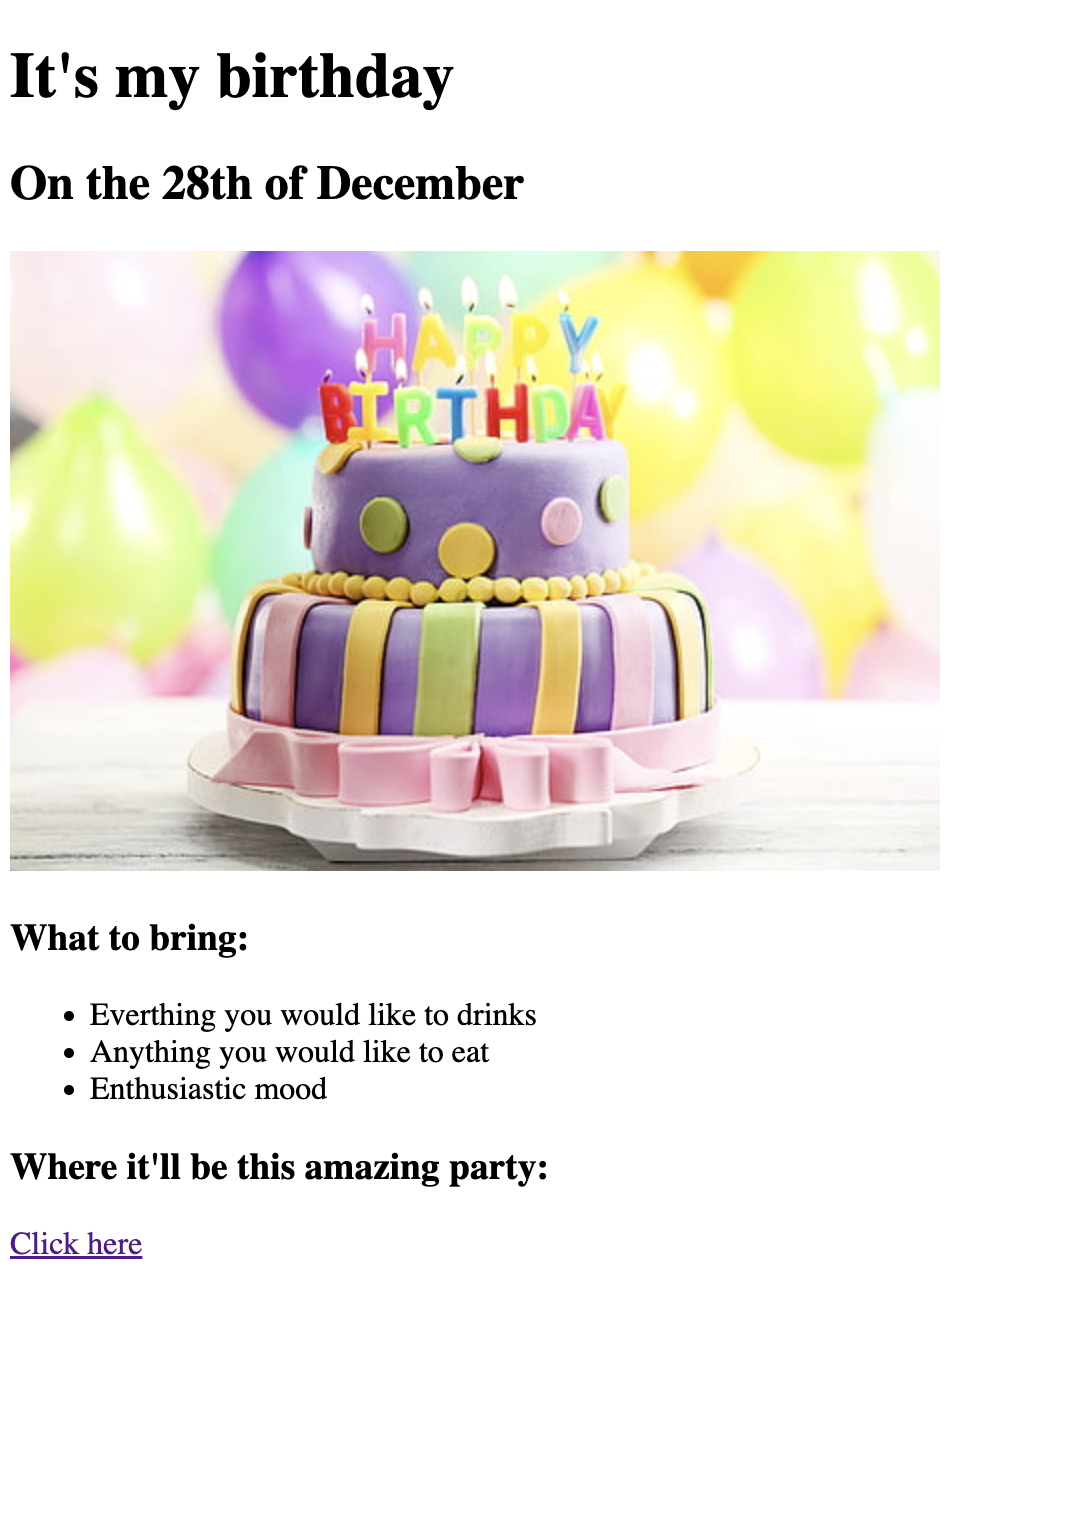 It's my birthday
On the 28th of December
HAPPY
BIRTHDAY
What to bring:
Everthing you would like to drinks
Anything you would like to eat
Enthusiastic mood
Where it'll be this amazing party:
Click here